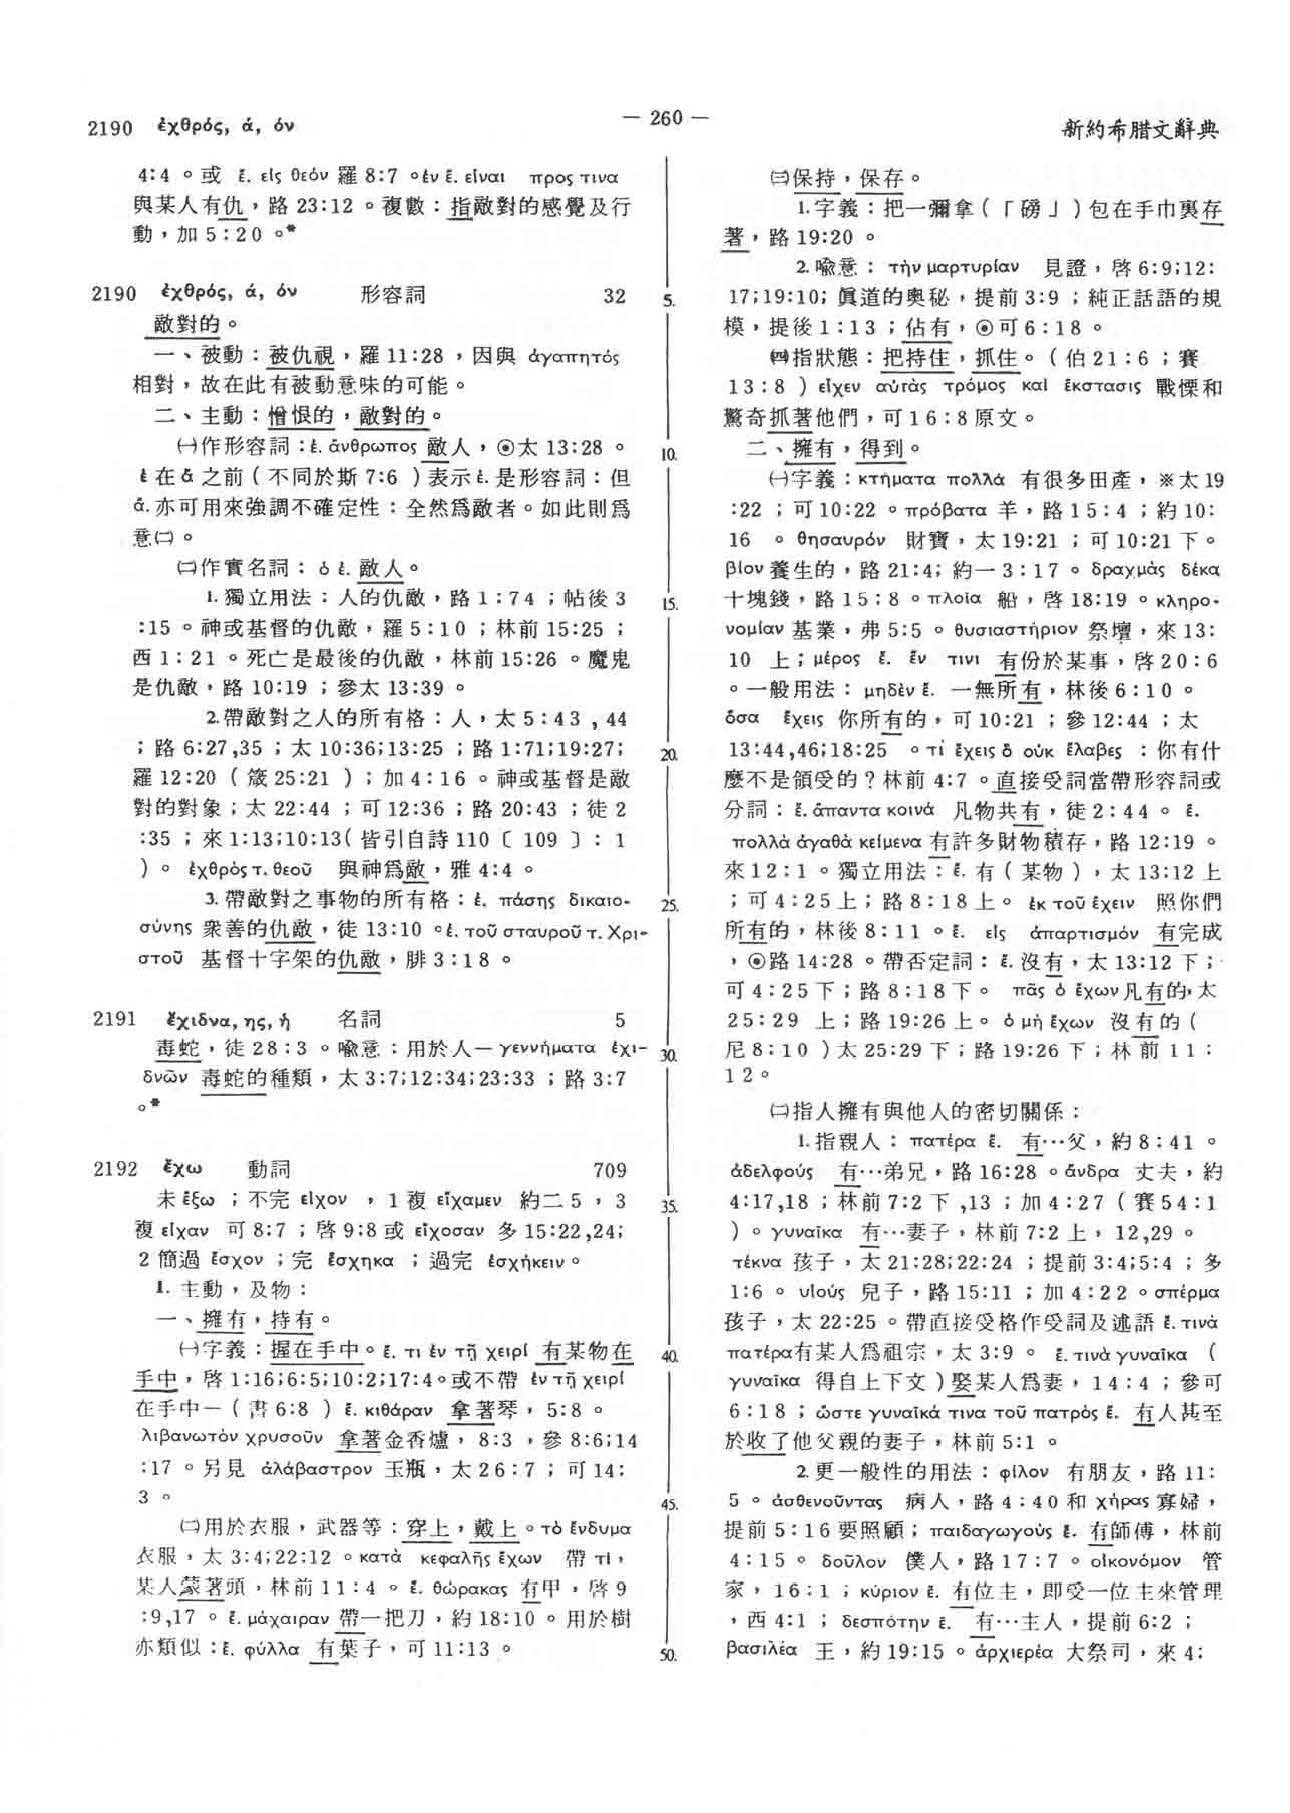 2190 ἐχθρός, ά, όν
— 260 —
新約希腊文辭典
4:4 。或 ἔ. εἰς θεόν 羅 8:7 。ἐν ἔ. εἶναι προς τινα
與某人有仇，路 23:12 。複數：指敵對的感覺及行
動，加 5:20 。*
2190 ἐχθρός, ά, όν 形容詞 32
敵對的。
一、被動：被仇視，羅 11:28 ，因與 ἀγαπητός
相對，故在此有被動意味的可能。
二、主動：憎恨的，敵對的。
㈠作形容詞：ἐ. ἄνθρωπος 敵人，⊙太 13:28 。
ἐ在 ἄ 之前（不同於斯 7:6 ）表示 ἐ. 是形容詞：但
ἄ. 亦可用來強調不確定性：全然爲敵者。如此則爲
意㈡。
㈡作實名詞：ὁ ἐ. 敵人。
1. 獨立用法：人的仇敵，路 1:74 ；帖後 3
:15 。神或基督的仇敵，羅 5:10 ；林前 15:25 ；
西 1:21 。死亡是最後的仇敵，林前 15:26 。魔鬼
是仇敵，路 10:19 ；參太 13:39 。
2. 帶敵對之人的所有格：人，太 5:43 , 44
；路 6:27,35 ；太 10:36;13:25 ；路 1:71;19:27;
羅 12:20 （箴 25:21 ）；加 4:16 。神或基督是敵
對的對象；太 22:44 ；可 12:36 ；路 20:43 ；徒 2
:35 ；來 1:13;10:13( 皆引自詩 110〔 109 〕: 1
)。 ἐχθρὸς τ. θεοῦ 與神爲敵，雅 4:4 。
3. 帶敵對之事物的所有格：ἐ. πάσης δικαιο-
σύνης 衆善的仇敵，徒 13:10 。ἐ. τοῦ σταυροῦ τ. Χρι-
στοῦ 基督十字架的仇敵，腓 3:18 。
2191 ἔχιδνα, ης, ἡ 名詞 5
毒蛇，徒 28:3 。喩意：用於人－γεννήματα ἐχι-
δνῶν 毒蛇的種類，太 3:7;12:34;23:33 ；路 3:7
。*
2192 ἔχω 動詞 709
未 ἕξω ；不完 εἶχον ，1 複 εἴχαμεν 約二 5 ，3
複 εἶχαν 可 8:7 ；啓 9:8 或 εἴχοσαν 多 15:22,24;
2 簡過 ἔσχον ；完 ἔσχηκα ；過完 ἐσχήκειν。
1. 主動，及物：
一、擁有，持有。
㈠字義：握在手中。ἔ. τι ἐν τῇ χειρί 有某物在
手中，啓 1:16;6:5;10:2;17:4。或不帶 ἐν τῇ χειρί
在手中－（書 6:8 ）ἔ. κιθάραν 拿著琴，5:8 。
λιβανωτὸν χρυσοῦν 拿著金香爐，8:3 ，參 8:6;14
:17 。另見 ἀλάβαστρον 玉瓶，太 26:7 ；可 14:
3 。
㈡用於衣服，武器等：穿上，戴上。τὸ ἔνδυμα
衣服，太 3:4;22:12 。κατὰ κεφαλῆς ἔχων 帶 τί，
某人蒙著頭，林前 11:4 。ἔ. θώρακας 有甲，啓 9
:9,17 。ἔ. μάχαιραν 帶一把刀，約 18:10 。用於樹
亦類似：ἔ. φύλλα 有葉子，可 11:13 。
5.
10.
15.
20.
25.
30.
35.
40.
45.
50.
㈢保持，保存。
1. 字義：把一彌拿（「磅」）包在手巾裏存
著，路 19:20 。
2. 喩意：τὴν μαρτυρίαν 見證，啓 6:9;12:
17;19:10; 眞道的奧秘，提前 3:9 ；純正話語的規
模，提後 1:13 ；佔有，⊙可 6:18 。
㈣指狀態：把持住，抓住。（伯 21:6 ；賽
13:8 ）εἶχεν αὐτὰς τρόμος καὶ ἔκστασις 戰慄和
驚奇抓著他們，可 16:8 原文。
二、擁有，得到。
㈠字義：κτήματα πολλά 有很多田產，※太 19
:22 ；可 10:22 。πρόβατα 羊，路 15:4 ；約 10:
16 。θησαυρόν 財寶，太 19:21 ；可 10:21 下。
βίον 養生的，路 21:4; 約一 3:17 。δραχμὰς δέκα
十塊錢，路 15:8 。πλοῖα 船，啓 18:19 。κληρο-
νομίαν 基業，弗 5:5 。θυσιαστήριον 祭壇，來 13:
10 上；μέρος ἔ. ἔν τινι 有份於某事，啓 20:6
。一般用法：μηδὲν ἔ. 一無所有，林後 6:10 。
ὅσα ἔχεις 你所有的，可 10:21 ；參 12:44 ；太
13:44,46;18:25 。τί ἔχεις ὃ οὐκ ἔλαβες ：你有什
麼不是領受的？林前 4:7 。直接受詞當帶形容詞或
分詞：ἔ. ἅπαντα κοινά 凡物共有，徒 2:44 。 ἔ.
πολλὰ ἀγαθὰ κείμενα 有許多財物積存，路 12:19 。
來 12:1 。獨立用法：ἔ. 有（某物），太 13:12 上
；可 4:25 上；路 8:18 上。 ἐκ τοῦ ἔχειν 照你們
所有的，林後 8:11 。ἔ. εἰς ἀπαρτισμόν 有完成
，⊙路 14:28 。帶否定詞：ἔ. 沒有，太 13:12 下；
可 4:25 下；路 8:18 下。 πᾶς ὁ ἔχων 凡有的，太
25:29 上；路 19:26 上。ὁ μὴ ἔχων 沒有的（
尼 8:10 ）太 25:29 下；路 19:26 下；林前 11:
12。
㈡指人擁有與他人的密切關係：
1. 指親人：πατέρα ἔ. 有…父，約 8:41 。
ἀδελφούς 有…弟兄，路 16:28 。ἄνδρα 丈夫，約
4:17,18 ；林前 7:2 下 ,13 ；加 4:27 （賽 54:1
）。γυναῖκα 有…妻子，林前 7:2 上，12,29 。
τέκνα 孩子，太 21:28;22:24 ；提前 3:4;5:4 ；多
1:6 。υἱούς 兒子，路 15:11 ；加 4:22 。σπέρμα
孩子，太 22:25 。帶直接受格作受詞及述語 ἔ. τινὰ
πατέρα有某人爲祖宗，太 3:9 。 ἔ. τινὰ γυναῖκα （
γυναῖκα 得自上下文）娶某人爲妻，14:4 ；參可
6:18 ；ὥστε γυναῖκά τινα τοῦ πατρὸς ἔ. 有人甚至
於收了他父親的妻子，林前 5:1 。
2. 更一般性的用法：φίλον 有朋友，路 11:
5 。ἀσθενοῦντας 病人，路 4:40 和 χήρας 寡婦，
提前 5:16 要照顧；παιδαγωγοὺς ἔ. 有師傅，林前
4:15 。δοῦλον 僕人，路 17:7 。οἰκονόμον 管
家，16:1 ；κύριον ἔ. 有位主，即受一位主來管理
，西 4:1 ；δεσπότην ἔ. 有…主人，提前 6:2 ；
βασιλέα 王，約 19:15 。ἀρχιερέα 大祭司，來 4: